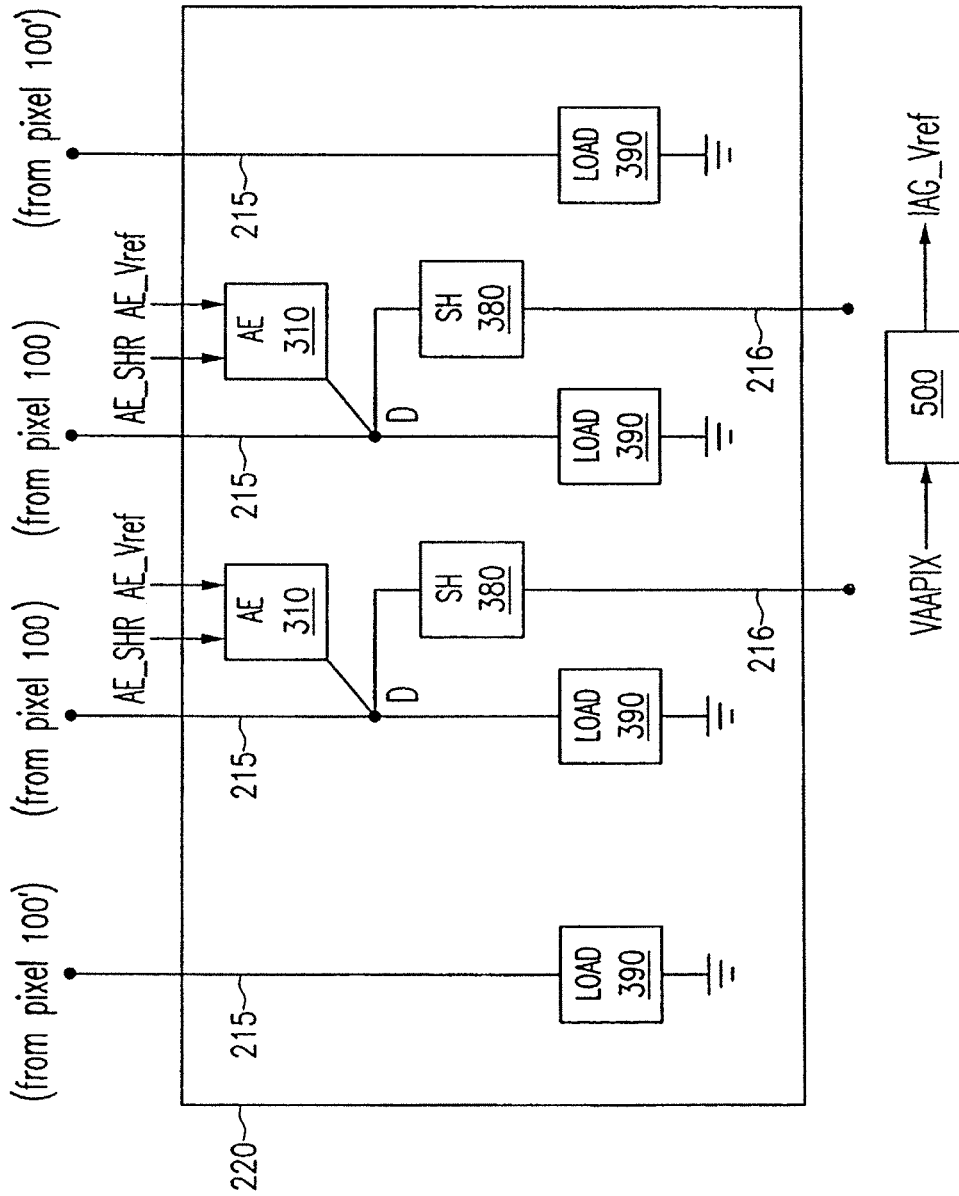 (from pixel 100')
(from pixel 100)
(from pixel 100)
(from pixel 100')
AE_SHR
AE_Vref
AE_SHR
AE_Vref
220
215
215
215
215
AE
310
AE
310
D
D
SH
380
SH
380
LOAD
390
LOAD
390
LOAD
390
LOAD
390
216
216
VAAPIX
500
IAG_Vref